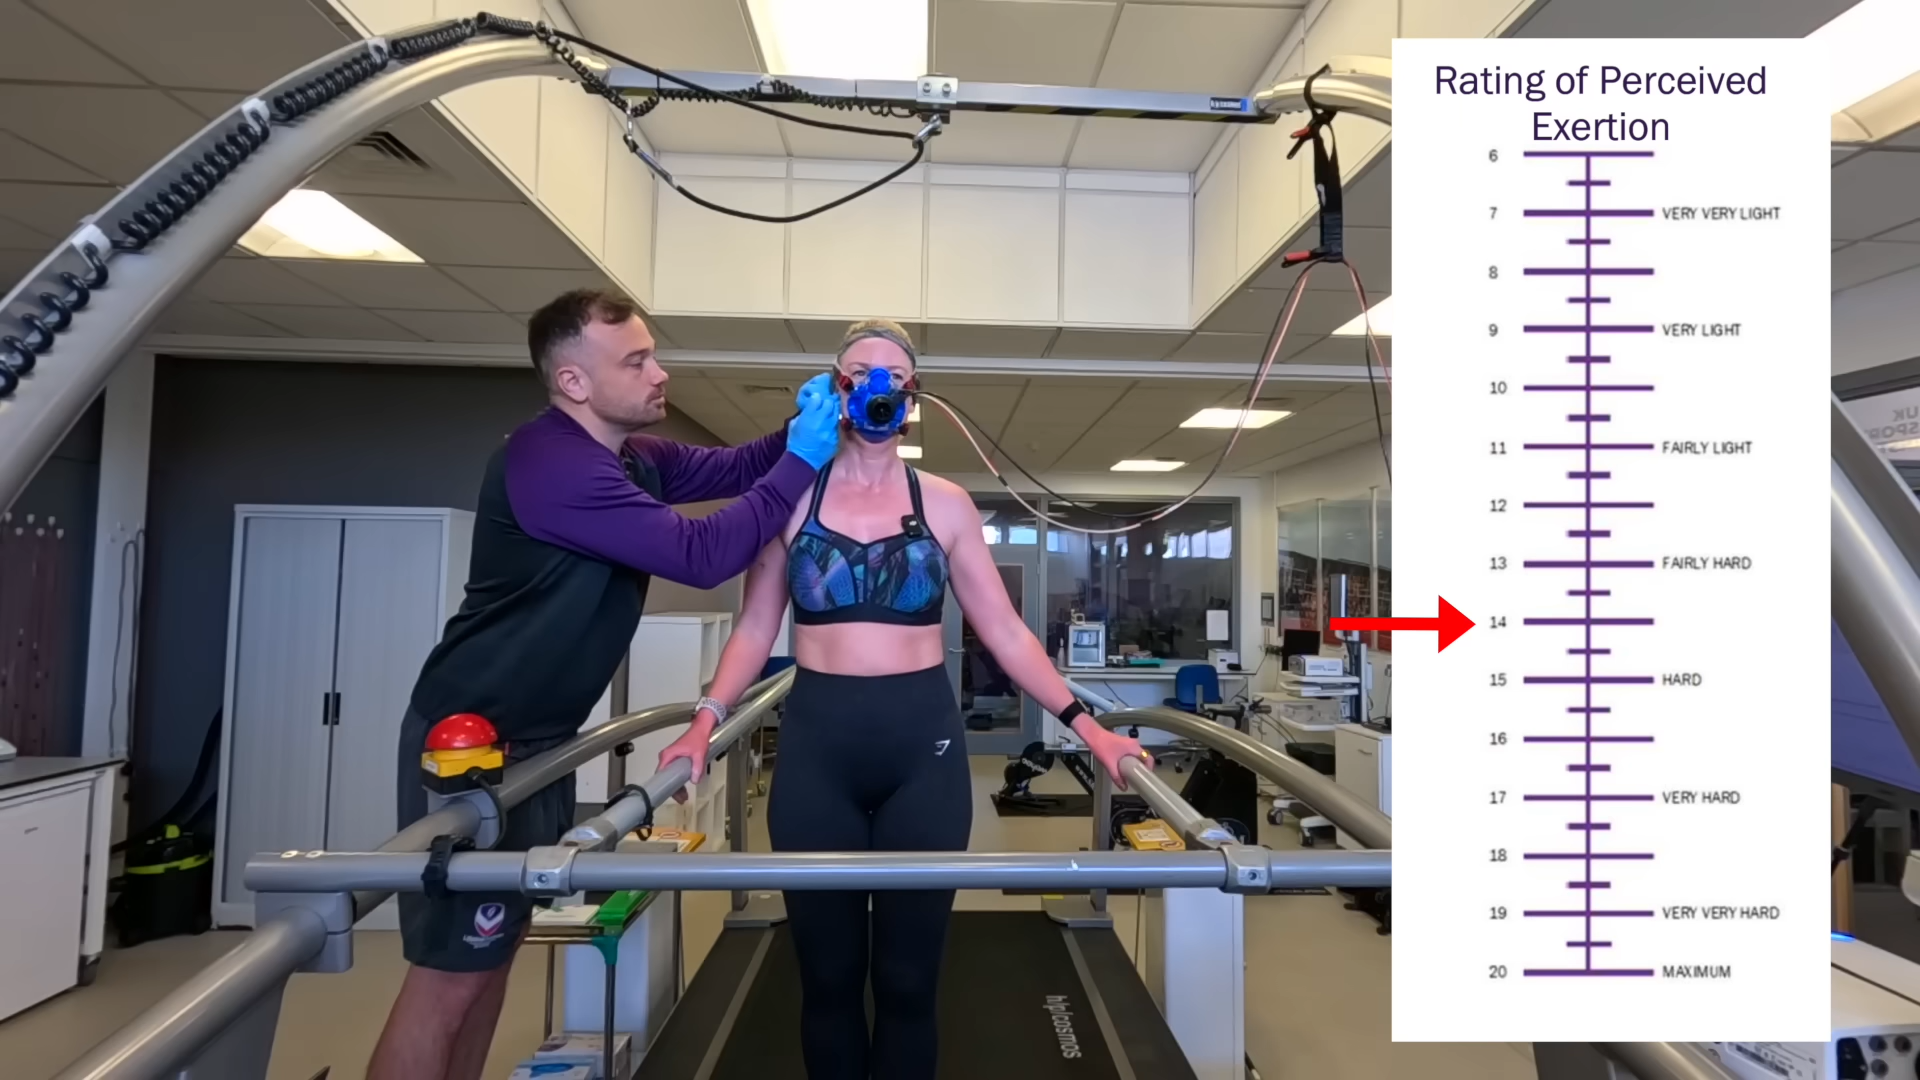 Rating of Perceived
Exertion
6
7 VERY VERY LIGHT
8
9 VERY LIGHT
10
11 FAIRLY LIGHT
12
13 FAIRLY HARD
14
15 HARD
16
17 VERY HARD
18
19 VERY VERY HARD
20 MAXIMUM
h/p/cosmos